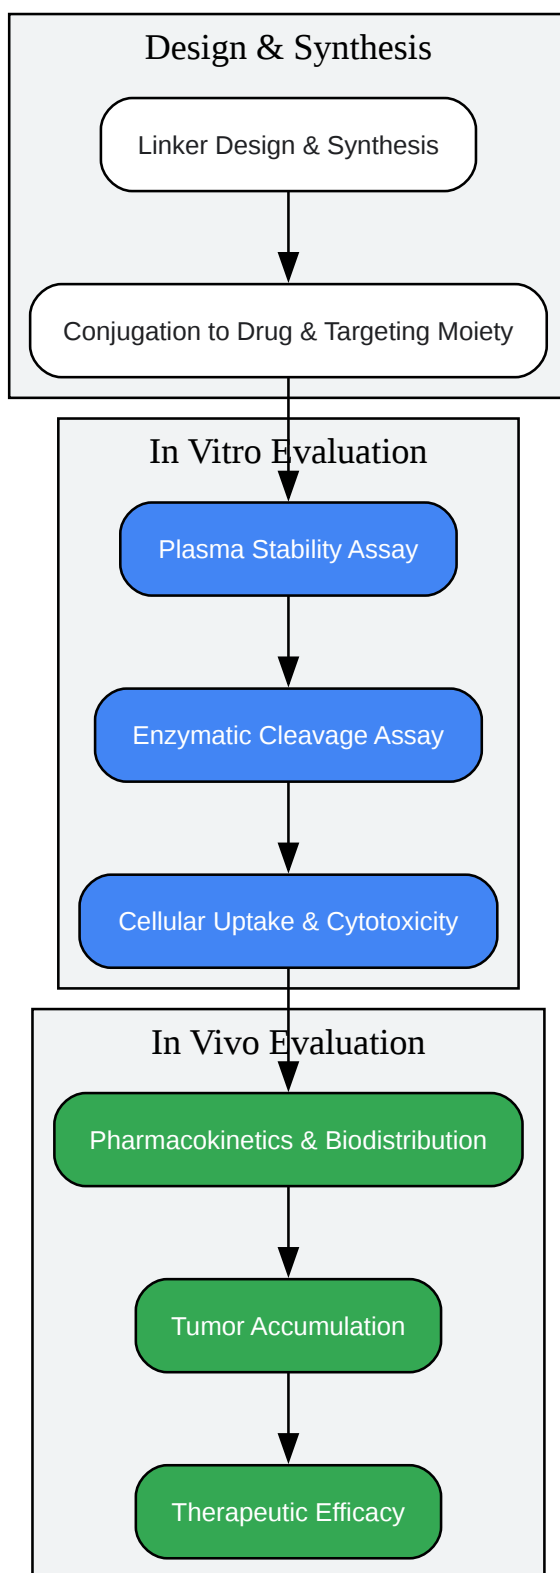 Design & Synthesis
Linker Design & Synthesis
Conjugation to Drug & Targeting Moiety
In Vitro Evaluation
Plasma Stability Assay
Enzymatic Cleavage Assay
Cellular Uptake & Cytotoxicity
In Vivo Evaluation
Pharmacokinetics & Biodistribution
Tumor Accumulation
Therapeutic Efficacy